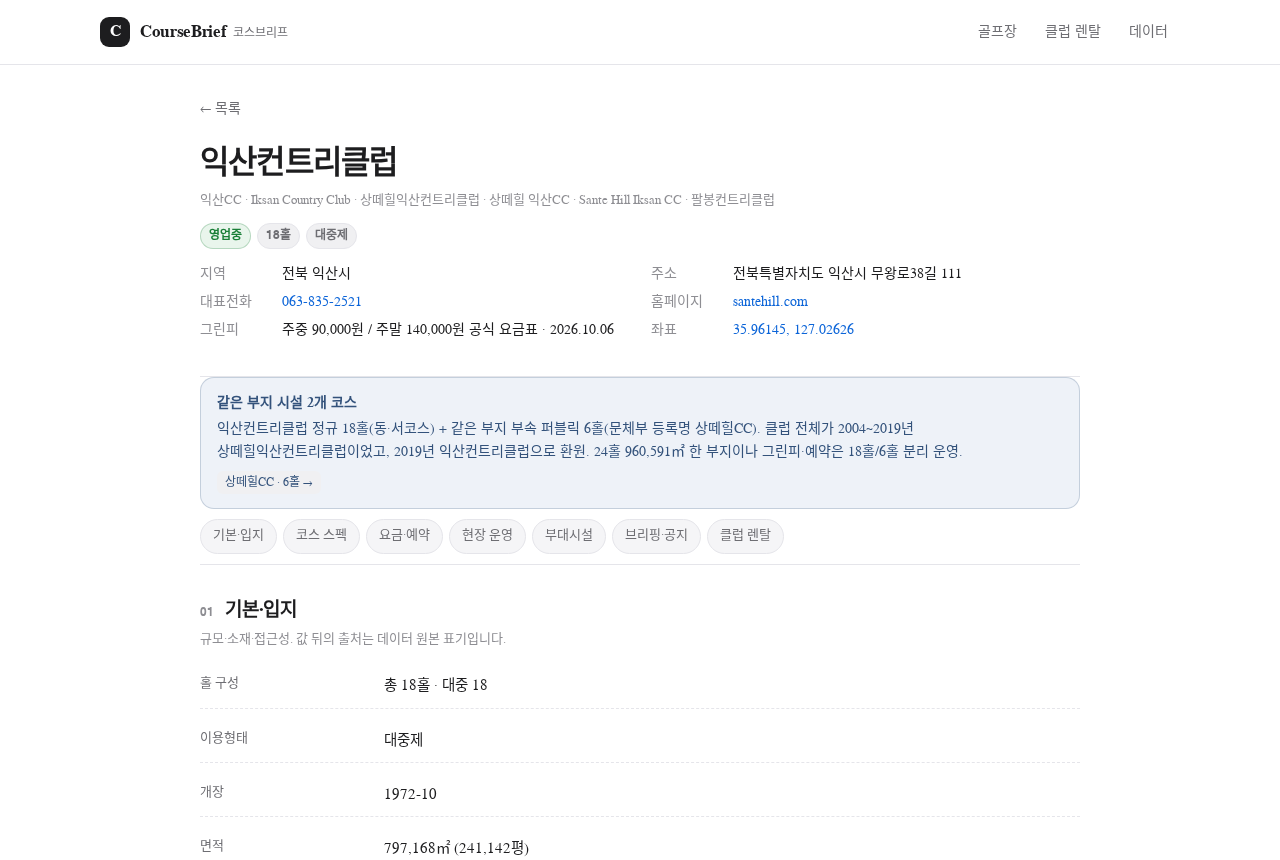 C CourseBrief 코스브리프 골프장 클럽 렌탈 데이터
← 목록
익산컨트리클럽
익산CC · Iksan Country Club · 상떼힐익산컨트리클럽 · 상떼힐 익산CC · Sante Hill Iksan CC · 팔봉컨트리클럽
영업중 18홀 대중제
지역 전북 익산시 주소 전북특별자치도 익산시 무왕로38길 111
대표전화 063-835-2521 홈페이지 santehill.com
그린피 주중 90,000원 / 주말 140,000원 공식 요금표 · 2026.10.06 좌표 35.96145, 127.02626
같은 부지 시설 2개 코스
익산컨트리클럽 정규 18홀(동·서코스) + 같은 부지 부속 퍼블릭 6홀(문체부 등록명 상떼힐CC). 클럽 전체가 2004~2019년
상떼힐익산컨트리클럽이었고, 2019년 익산컨트리클럽으로 환원. 24홀 960,591㎡ 한 부지이나 그린피·예약은 18홀/6홀 분리 운영.
상떼힐CC · 6홀 →
기본·입지 코스 스펙 요금·예약 현장 운영 부대시설 브리핑·공지 클럽 렌탈
01 기본·입지
규모·소재·접근성. 값 뒤의 출처는 데이터 원본 표기입니다.
홀 구성 총 18홀 · 대중 18
이용형태 대중제
개장 1972-10
면적 797,168㎡ (241,142평)